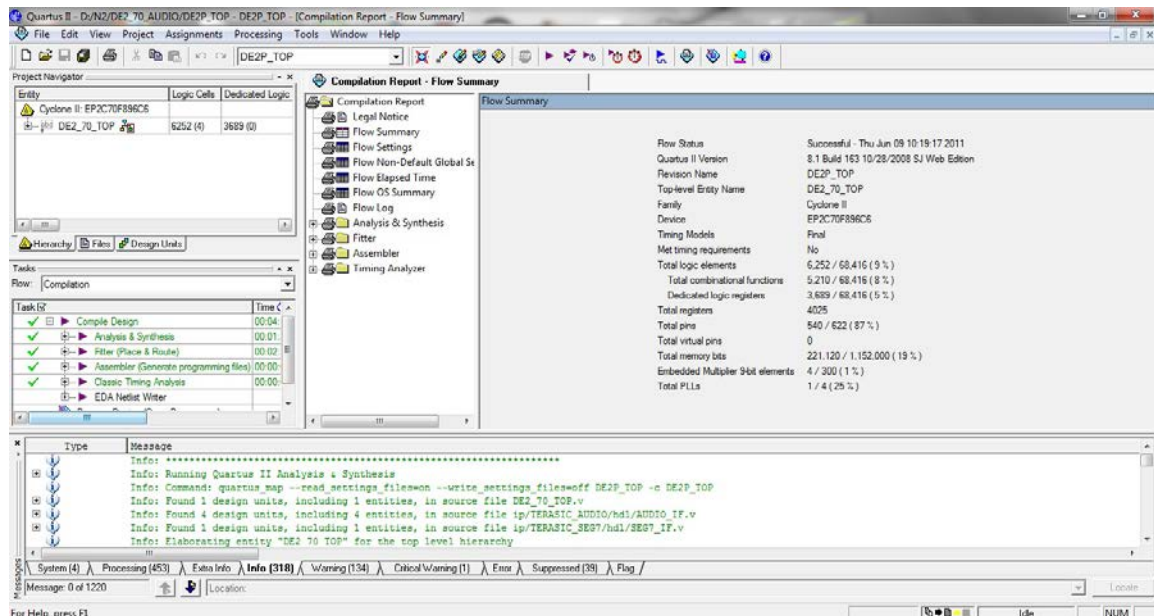 Quartus II - D:/N2/DE2_70_AUDIO/DE2P_TOP - DE2P_TOP - [Compilation Report - Flow Summary]
File Edit View Project Assignments Processing Tools Window Help
DE2P_TOP
Project Navigator
Entity Logic Cells Dedicated Logic
Cyclone II: EP2C70F896C6
DE2_70_TOP 6252 (4) 3689 (0)
Hierarchy Files Design Units
Tasks
Flow: Compilation
Task Time
Compile Design 00:04:
Analysis & Synthesis 00:01:
Fitter (Place & Route) 00:02:
Assembler (Generate programming files) 00:00:
Classic Timing Analysis 00:00:
EDA Netlist Writer
Compilation Report - Flow Summary
Compilation Report
Legal Notice
Flow Summary
Flow Settings
Flow Non-Default Global Se
Flow Elapsed Time
Flow OS Summary
Flow Log
Analysis & Synthesis
Fitter
Assembler
Timing Analyzer
Flow Summary
Flow Status Successful - Thu Jun 09 10:19:17 2011
Quartus II Version 8.1 Build 163 10/28/2008 SJ Web Edition
Revision Name DE2P_TOP
Top-level Entity Name DE2_70_TOP
Family Cyclone II
Device EP2C70F896C6
Timing Models Final
Met timing requirements No
Total logic elements 6,252 / 68,416 ( 9 % )
Total combinational functions 5,210 / 68,416 ( 8 % )
Dedicated logic registers 3,689 / 68,416 ( 5 % )
Total registers 4025
Total pins 540 / 622 ( 87 % )
Total virtual pins 0
Total memory bits 221,120 / 1,152,000 ( 19 % )
Embedded Multiplier 9-bit elements 4 / 300 ( 1 % )
Total PLLs 1 / 4 ( 25 % )
Type Message
Info: *******************************************************************
Info: Running Quartus II Analysis & Synthesis
Info: Command: quartus_map --read_settings_files=on --write_settings_files=off DE2P_TOP -c DE2P_TOP
Info: Found 1 design units, including 1 entities, in source file DE2_70_TOP.v
Info: Found 4 design units, including 4 entities, in source file ip/TERASIC_AUDIO/hdl/AUDIO_IF.v
Info: Found 1 design units, including 1 entities, in source file ip/TERASIC_SEG7/hdl/SEG7_IF.v
Info: Elaborating entity "DE2_70_TOP" for the top level hierarchy
System (4) Processing (453) Extra Info Info (318) Warning (134) Critical Warning (1) Error Suppressed (39) Flag
Messages
Message: 0 of 1220 Location: Locate
For Help, press F1 Idle NUM